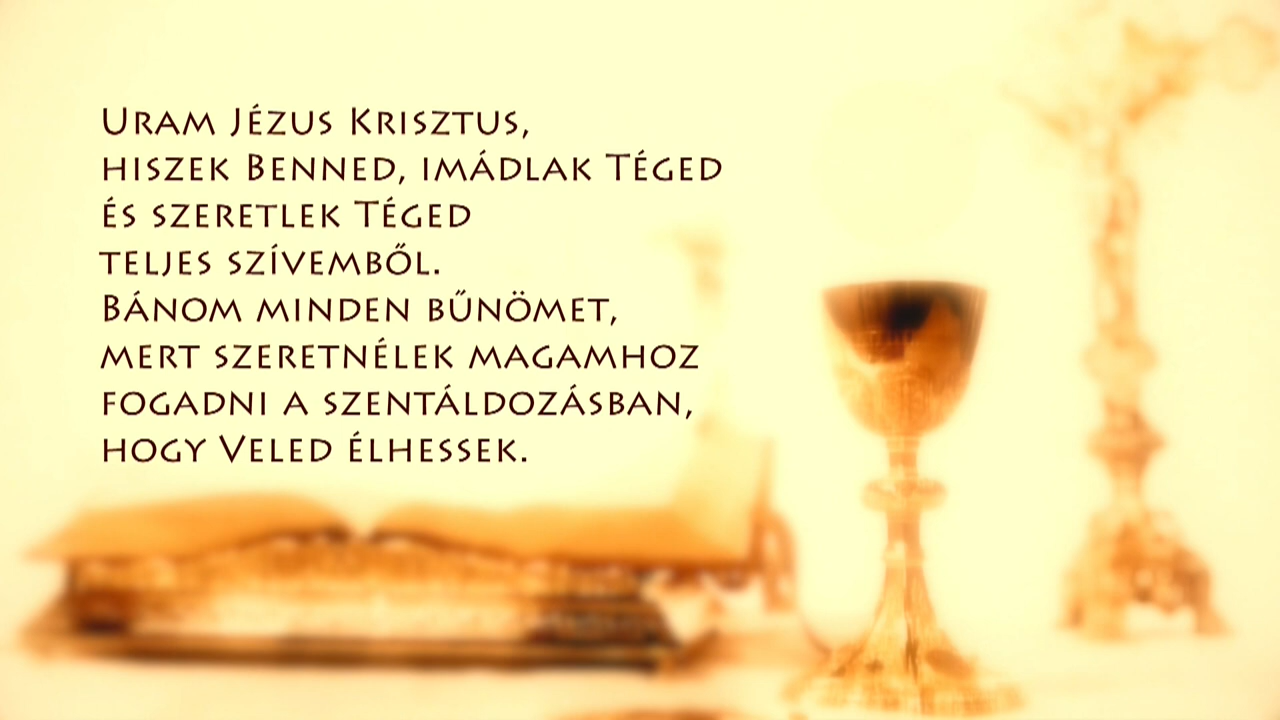 Uram Jézus Krisztus,
hiszek Benned, imádlak Téged
és szeretlek Téged
teljes szívemből.
Bánom minden bűnömet,
mert szeretnélek magamhoz
fogadni a szentáldozásban,
hogy Veled élhessek.